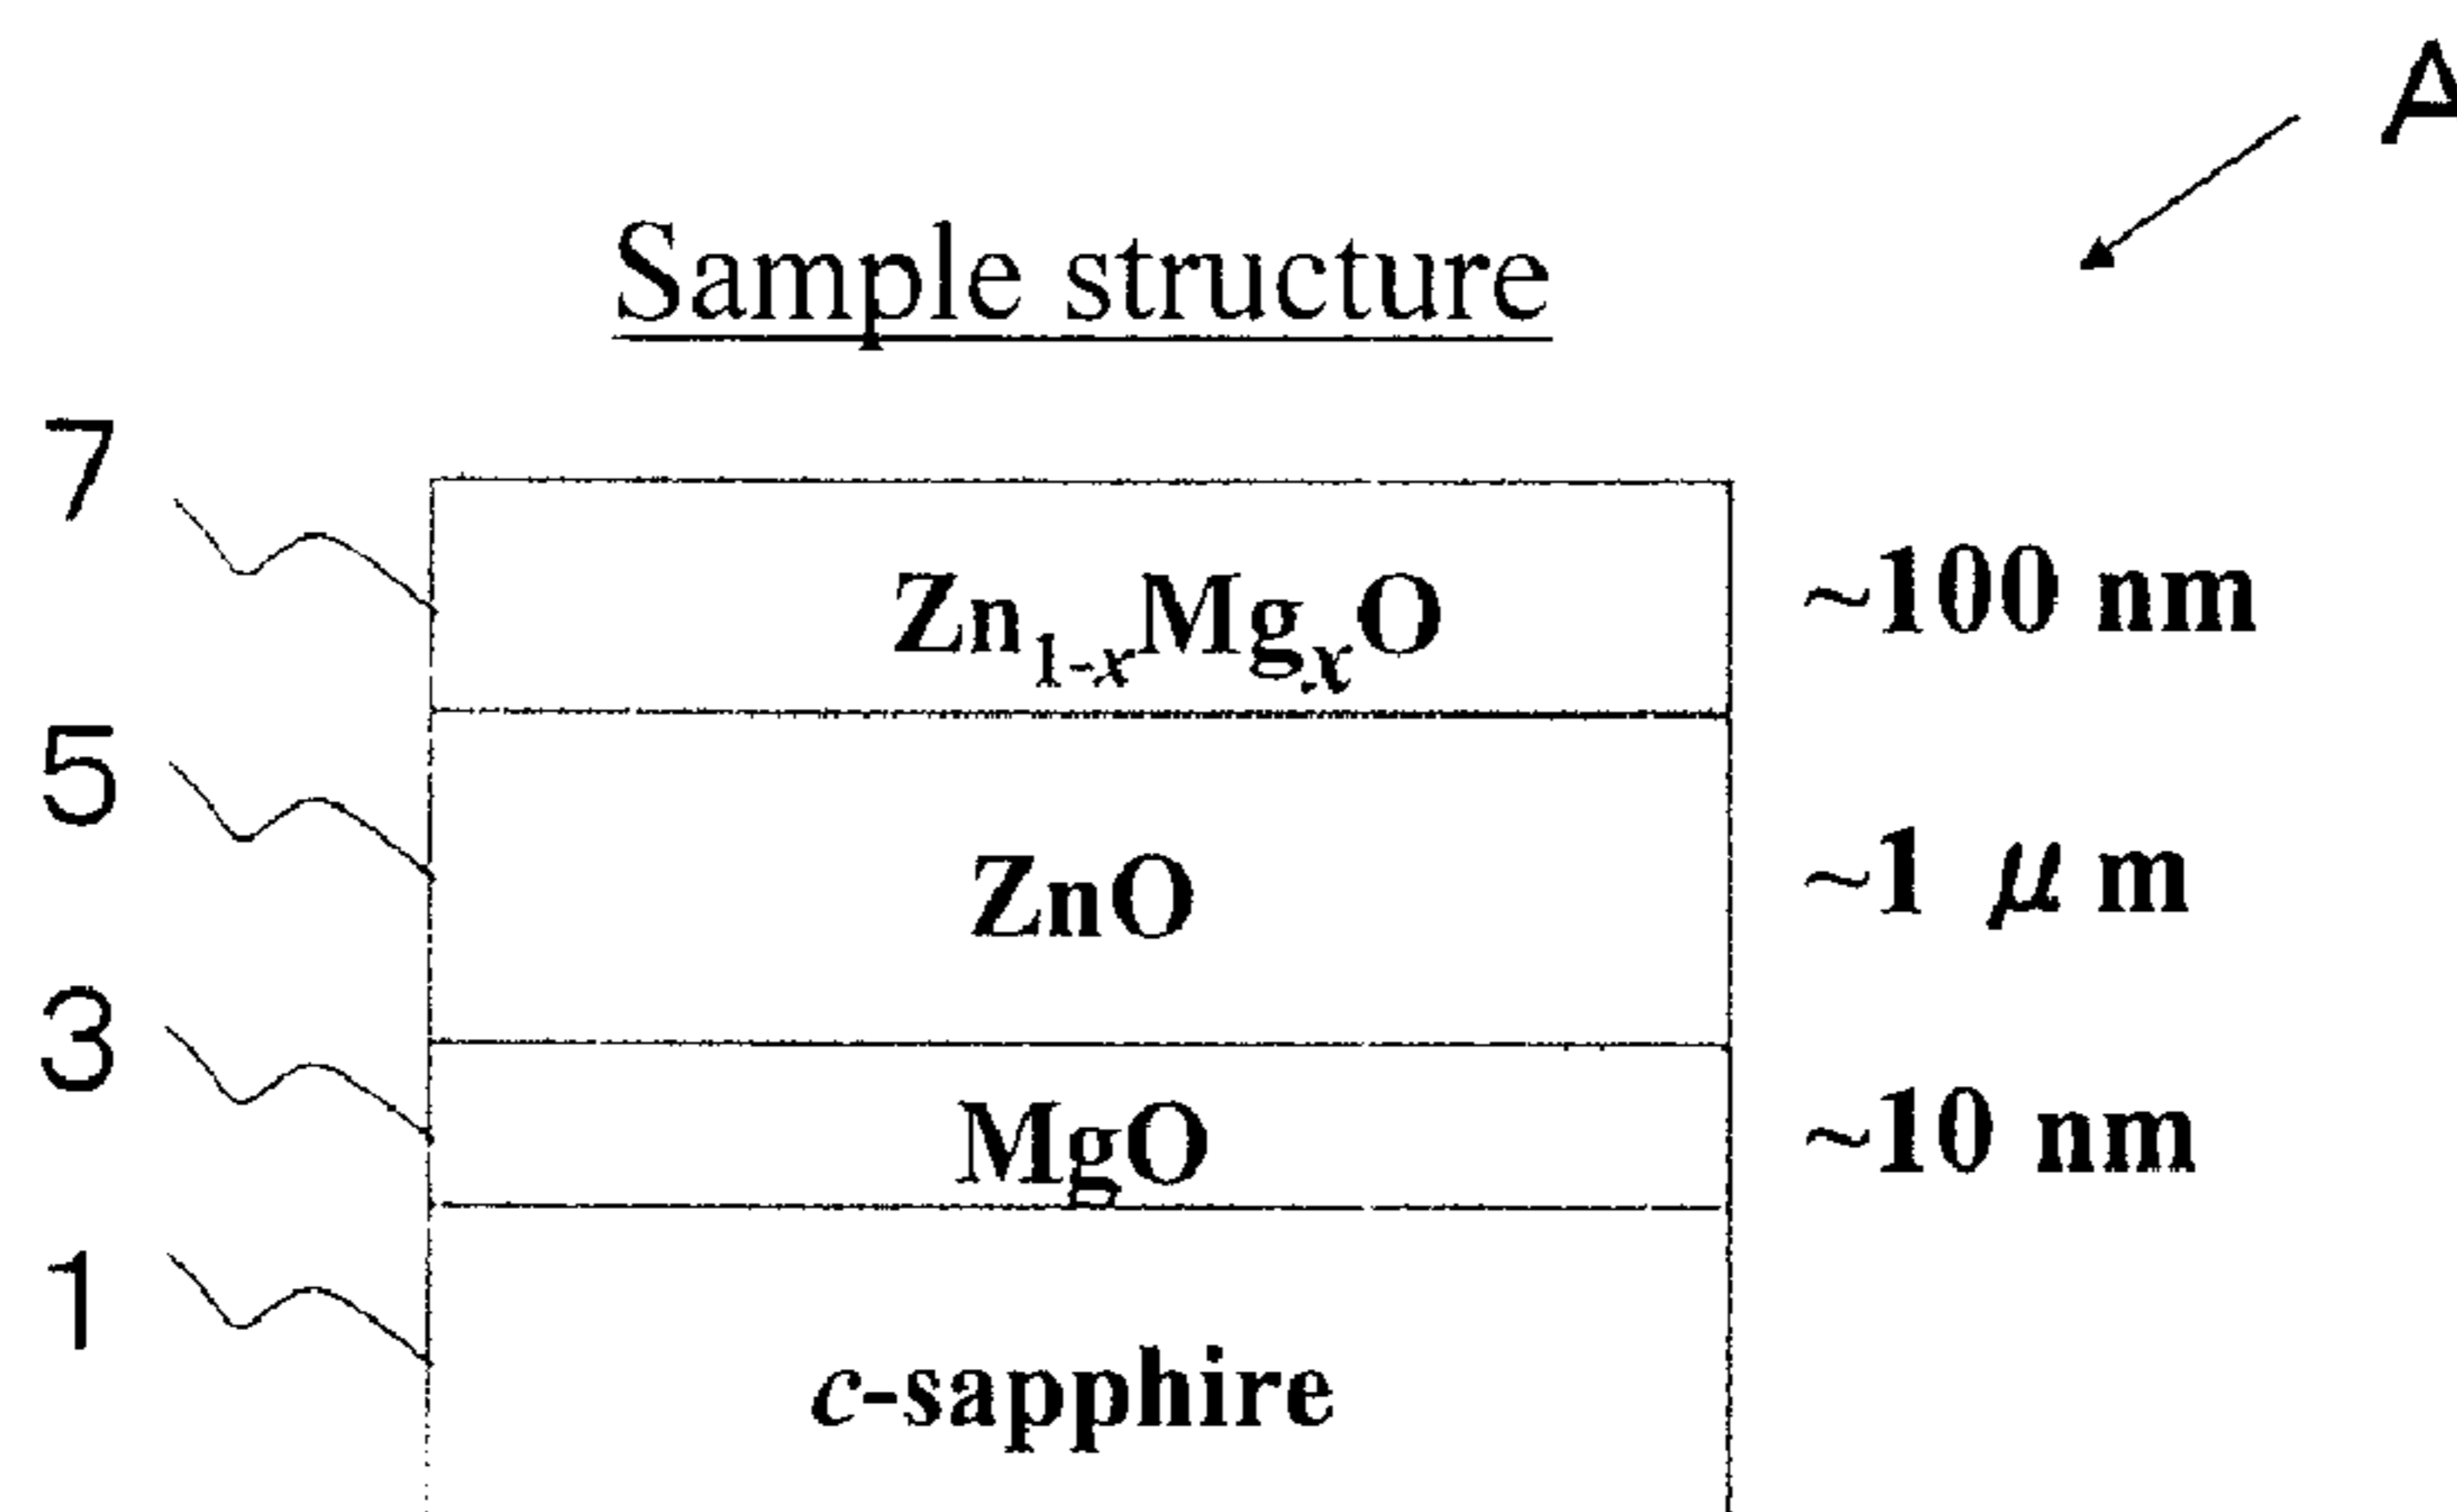 A
Sample structure
7 Zn1-xMgxO ~100 nm
5 ZnO ~1 μm
3 MgO ~10 nm
1 c-sapphire